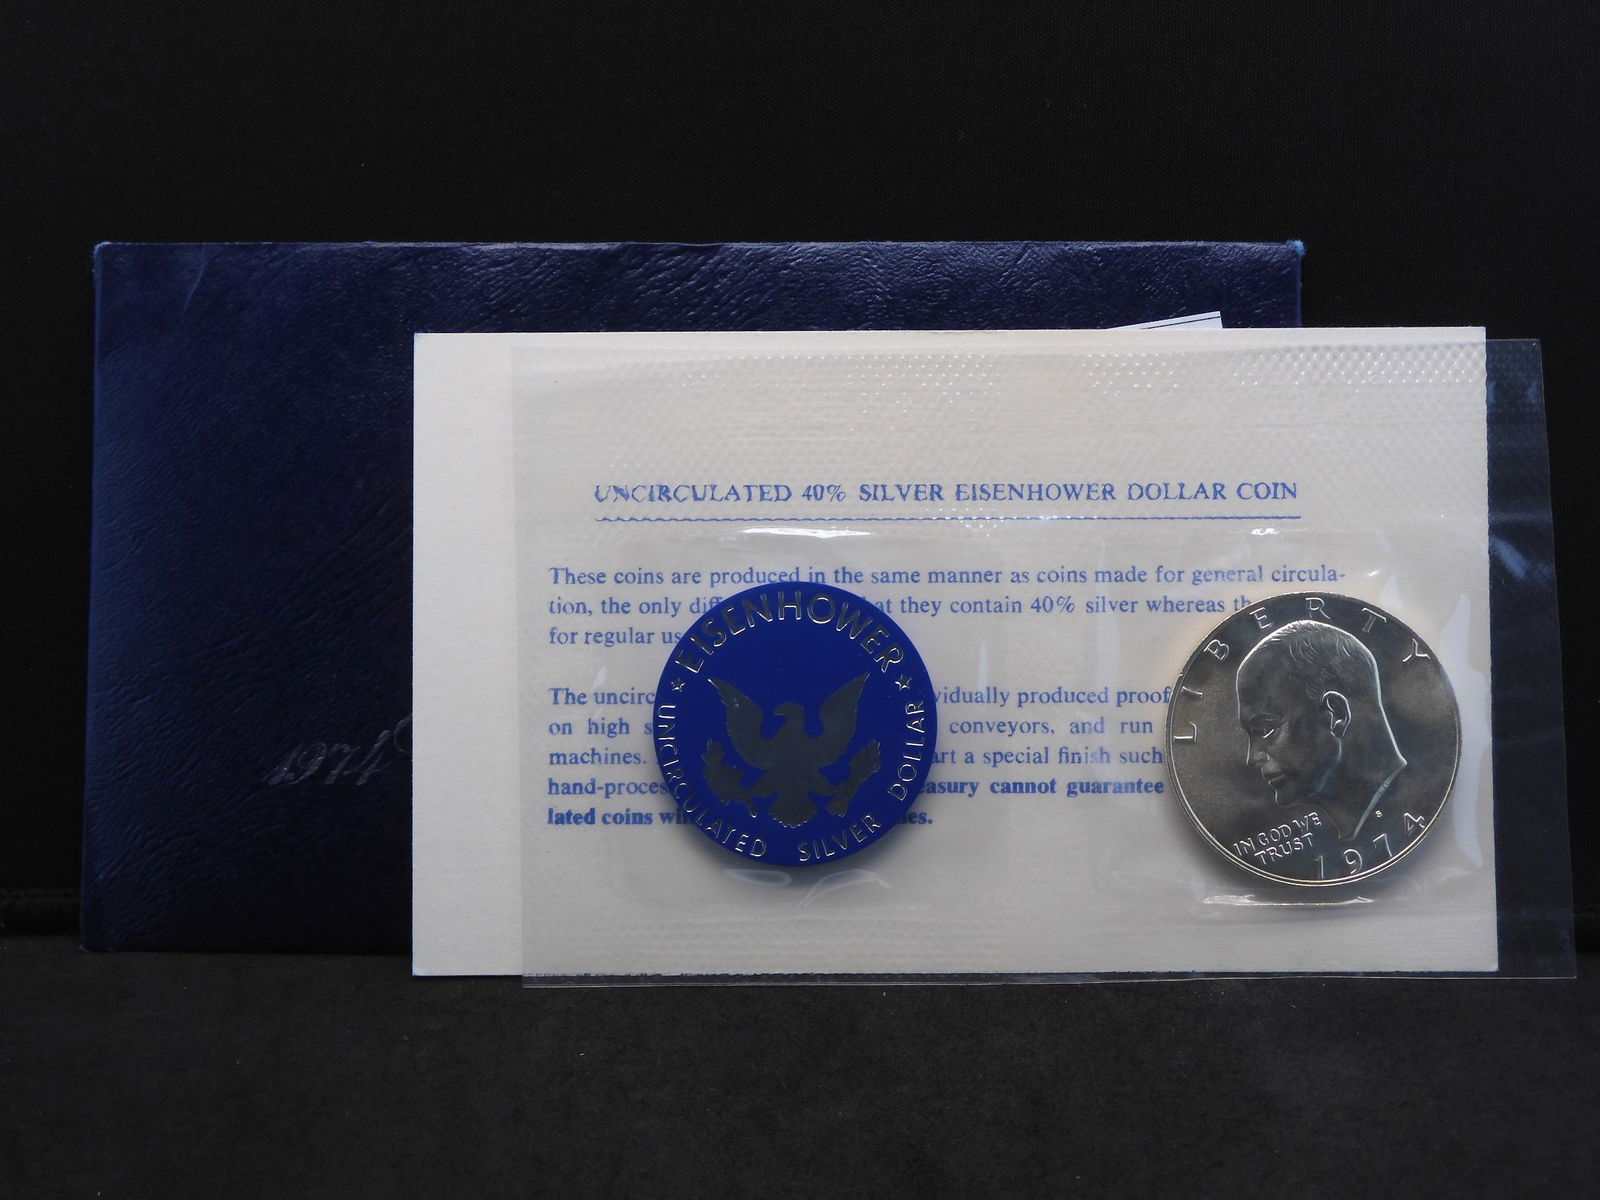 UNCIRCULATED 40% SILVER EISENHOWER DOLLAR COIN
These coins are produced in the same manner as coins made for general circula-
tion, the only diff at they contain 40% silver whereas th
for regular us
The uncirc vidually produced proof
on high s conveyors, and run
machines. art a special finish such
hand-proces easury cannot guarantee
lated coins wi es.
EISENHOWER
UNCIRCULATED SILVER DOLLAR
LIBERTY
IN GOD WE
TRUST
S
1974